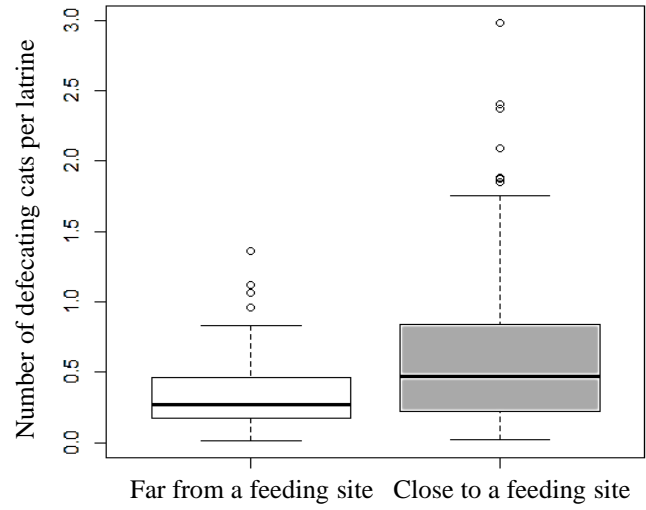 Number of defecating cats per latrine
3.0
2.5
2.0
1.5
1.0
0.5
0.0
Far from a feeding site
Close to a feeding site